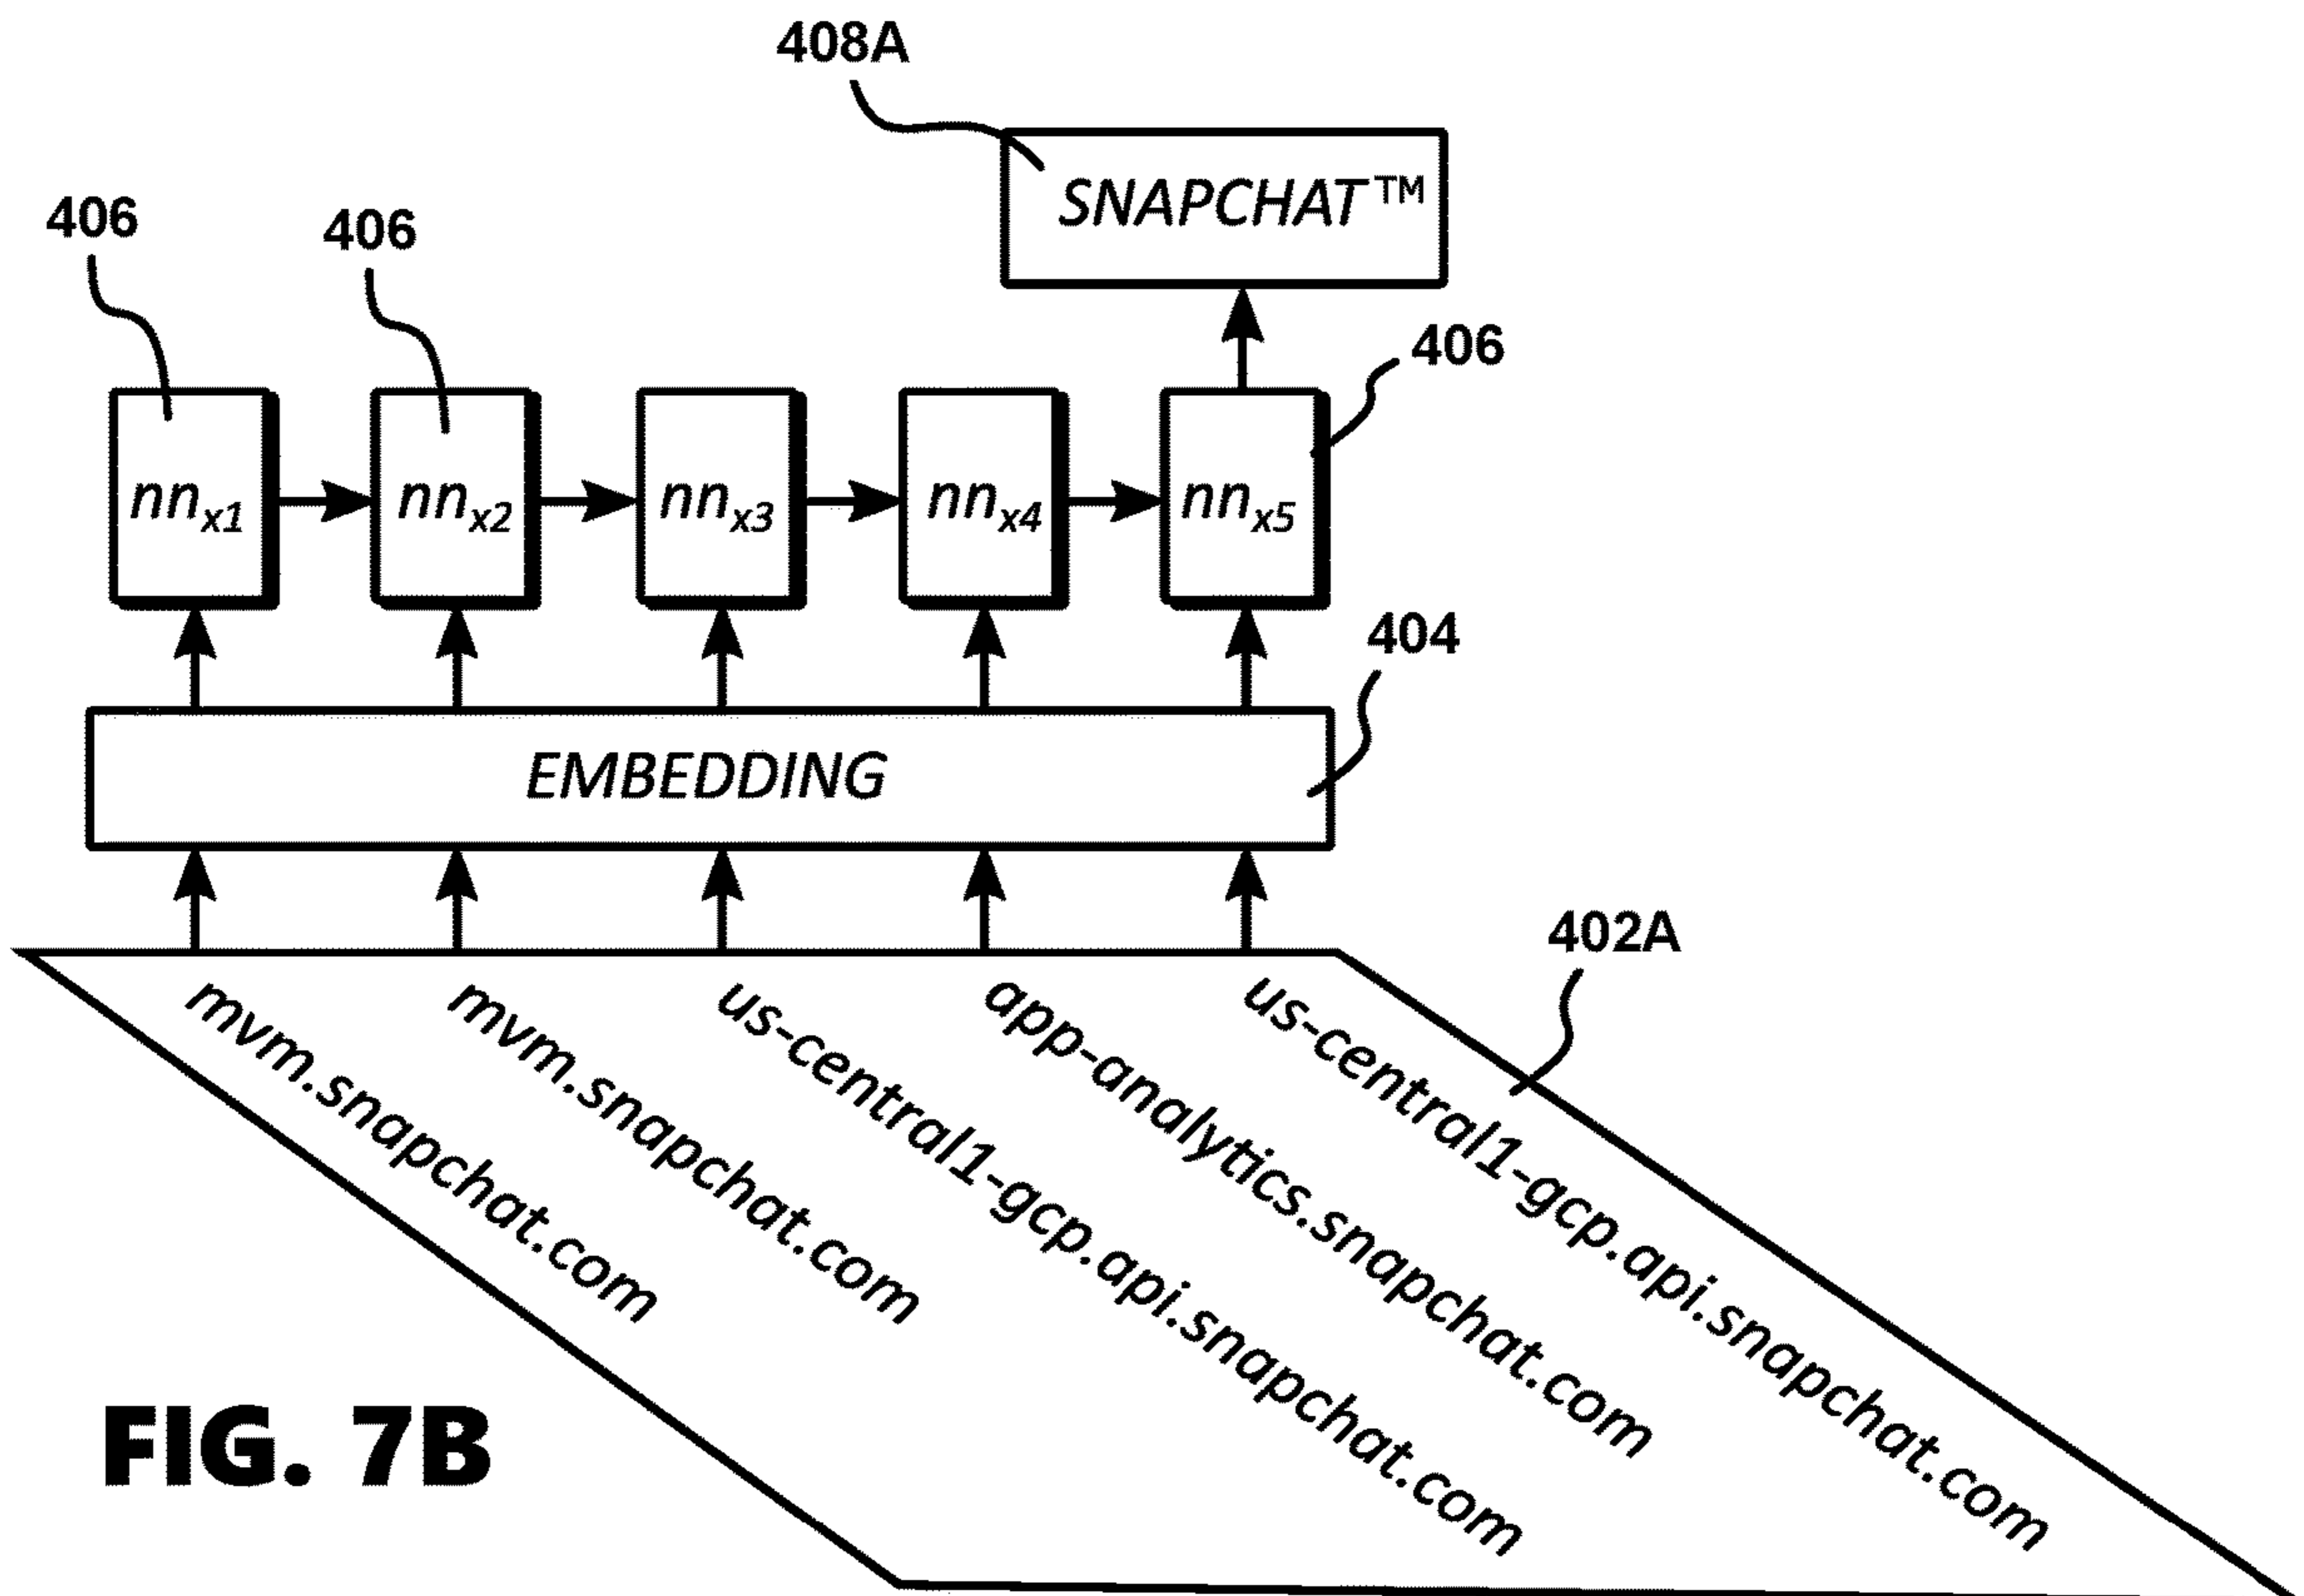 408A
SNAPCHAT™
406
406
406
nnx1
nnx2
nnx3
nnx4
nnx5
404
EMBEDDING
402A
mvm.snapchat.com
mvm.snapchat.com
us-central1-gcp.api.snapchat.com
app-analytics.snapchat.com
us-central1-gcp.api.snapchat.com
FIG. 7B